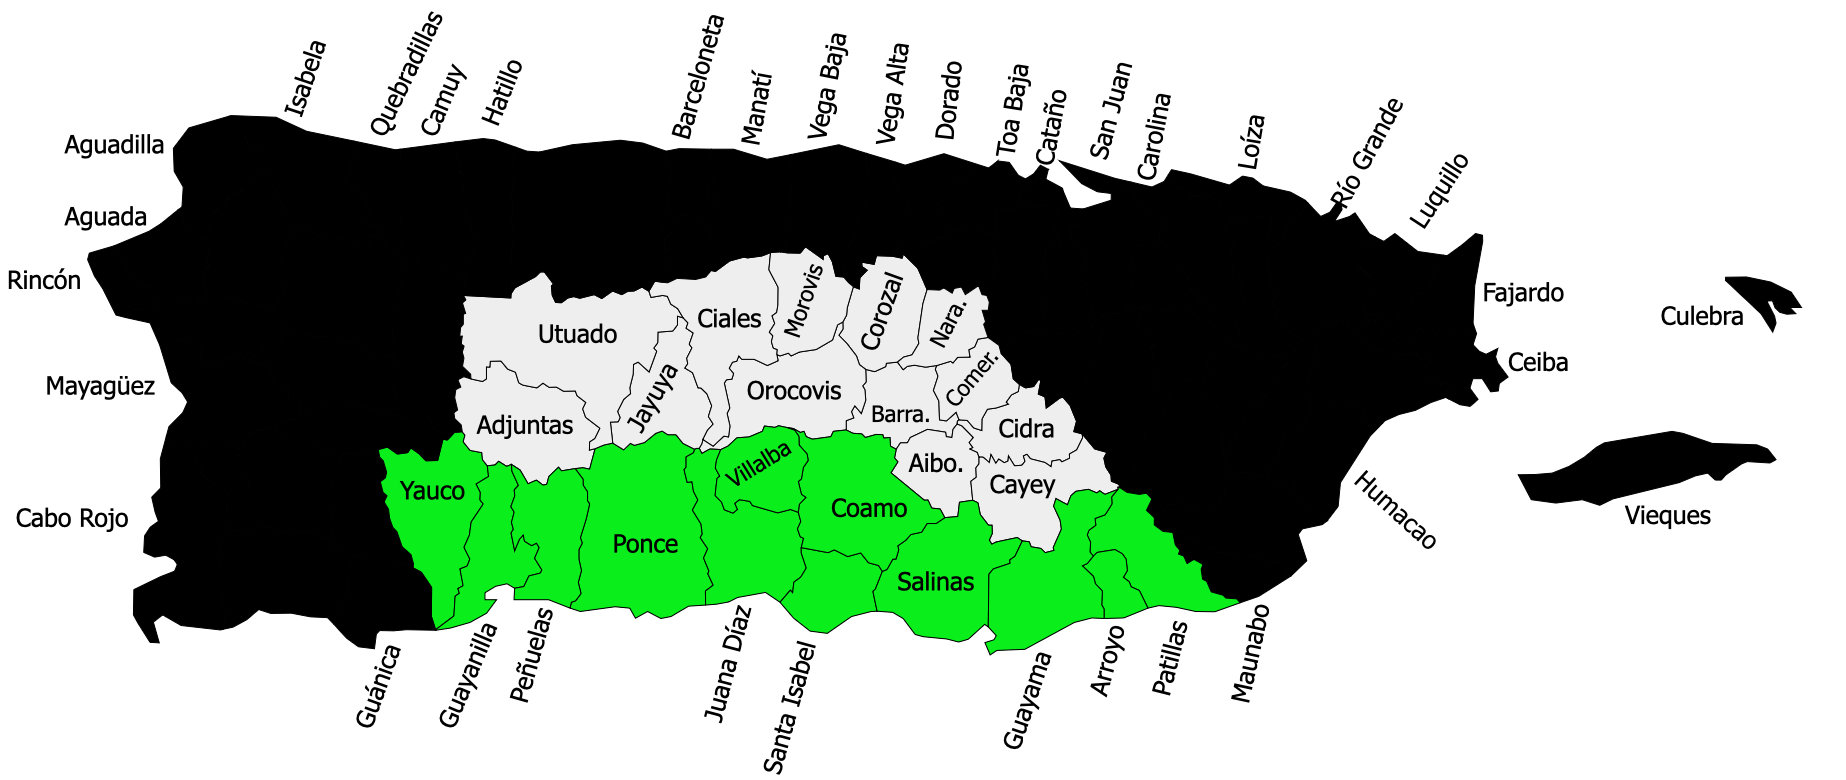 Isabela
Quebradillas
Camuy
Hatillo
Barceloneta
Manatí
Vega Baja
Vega Alta
Dorado
Toa Baja
Cataño
San Juan
Carolina
Loíza
Río Grande
Luquillo
Aguadilla
Aguada
Rincón
Mayagüez
Cabo Rojo
Utuado
Ciales
Morovis
Corozal
Nara.
Jayuya
Adjuntas
Orocovis
Barra.
Comer.
Cidra
Aibo.
Cayey
Yauco
Ponce
Villalba
Coamo
Salinas
Fajardo
Ceiba
Culebra
Vieques
Humacao
Guánica
Guayanilla
Peñuelas
Juana Díaz
Santa Isabel
Guayama
Arroyo
Patillas
Maunabo